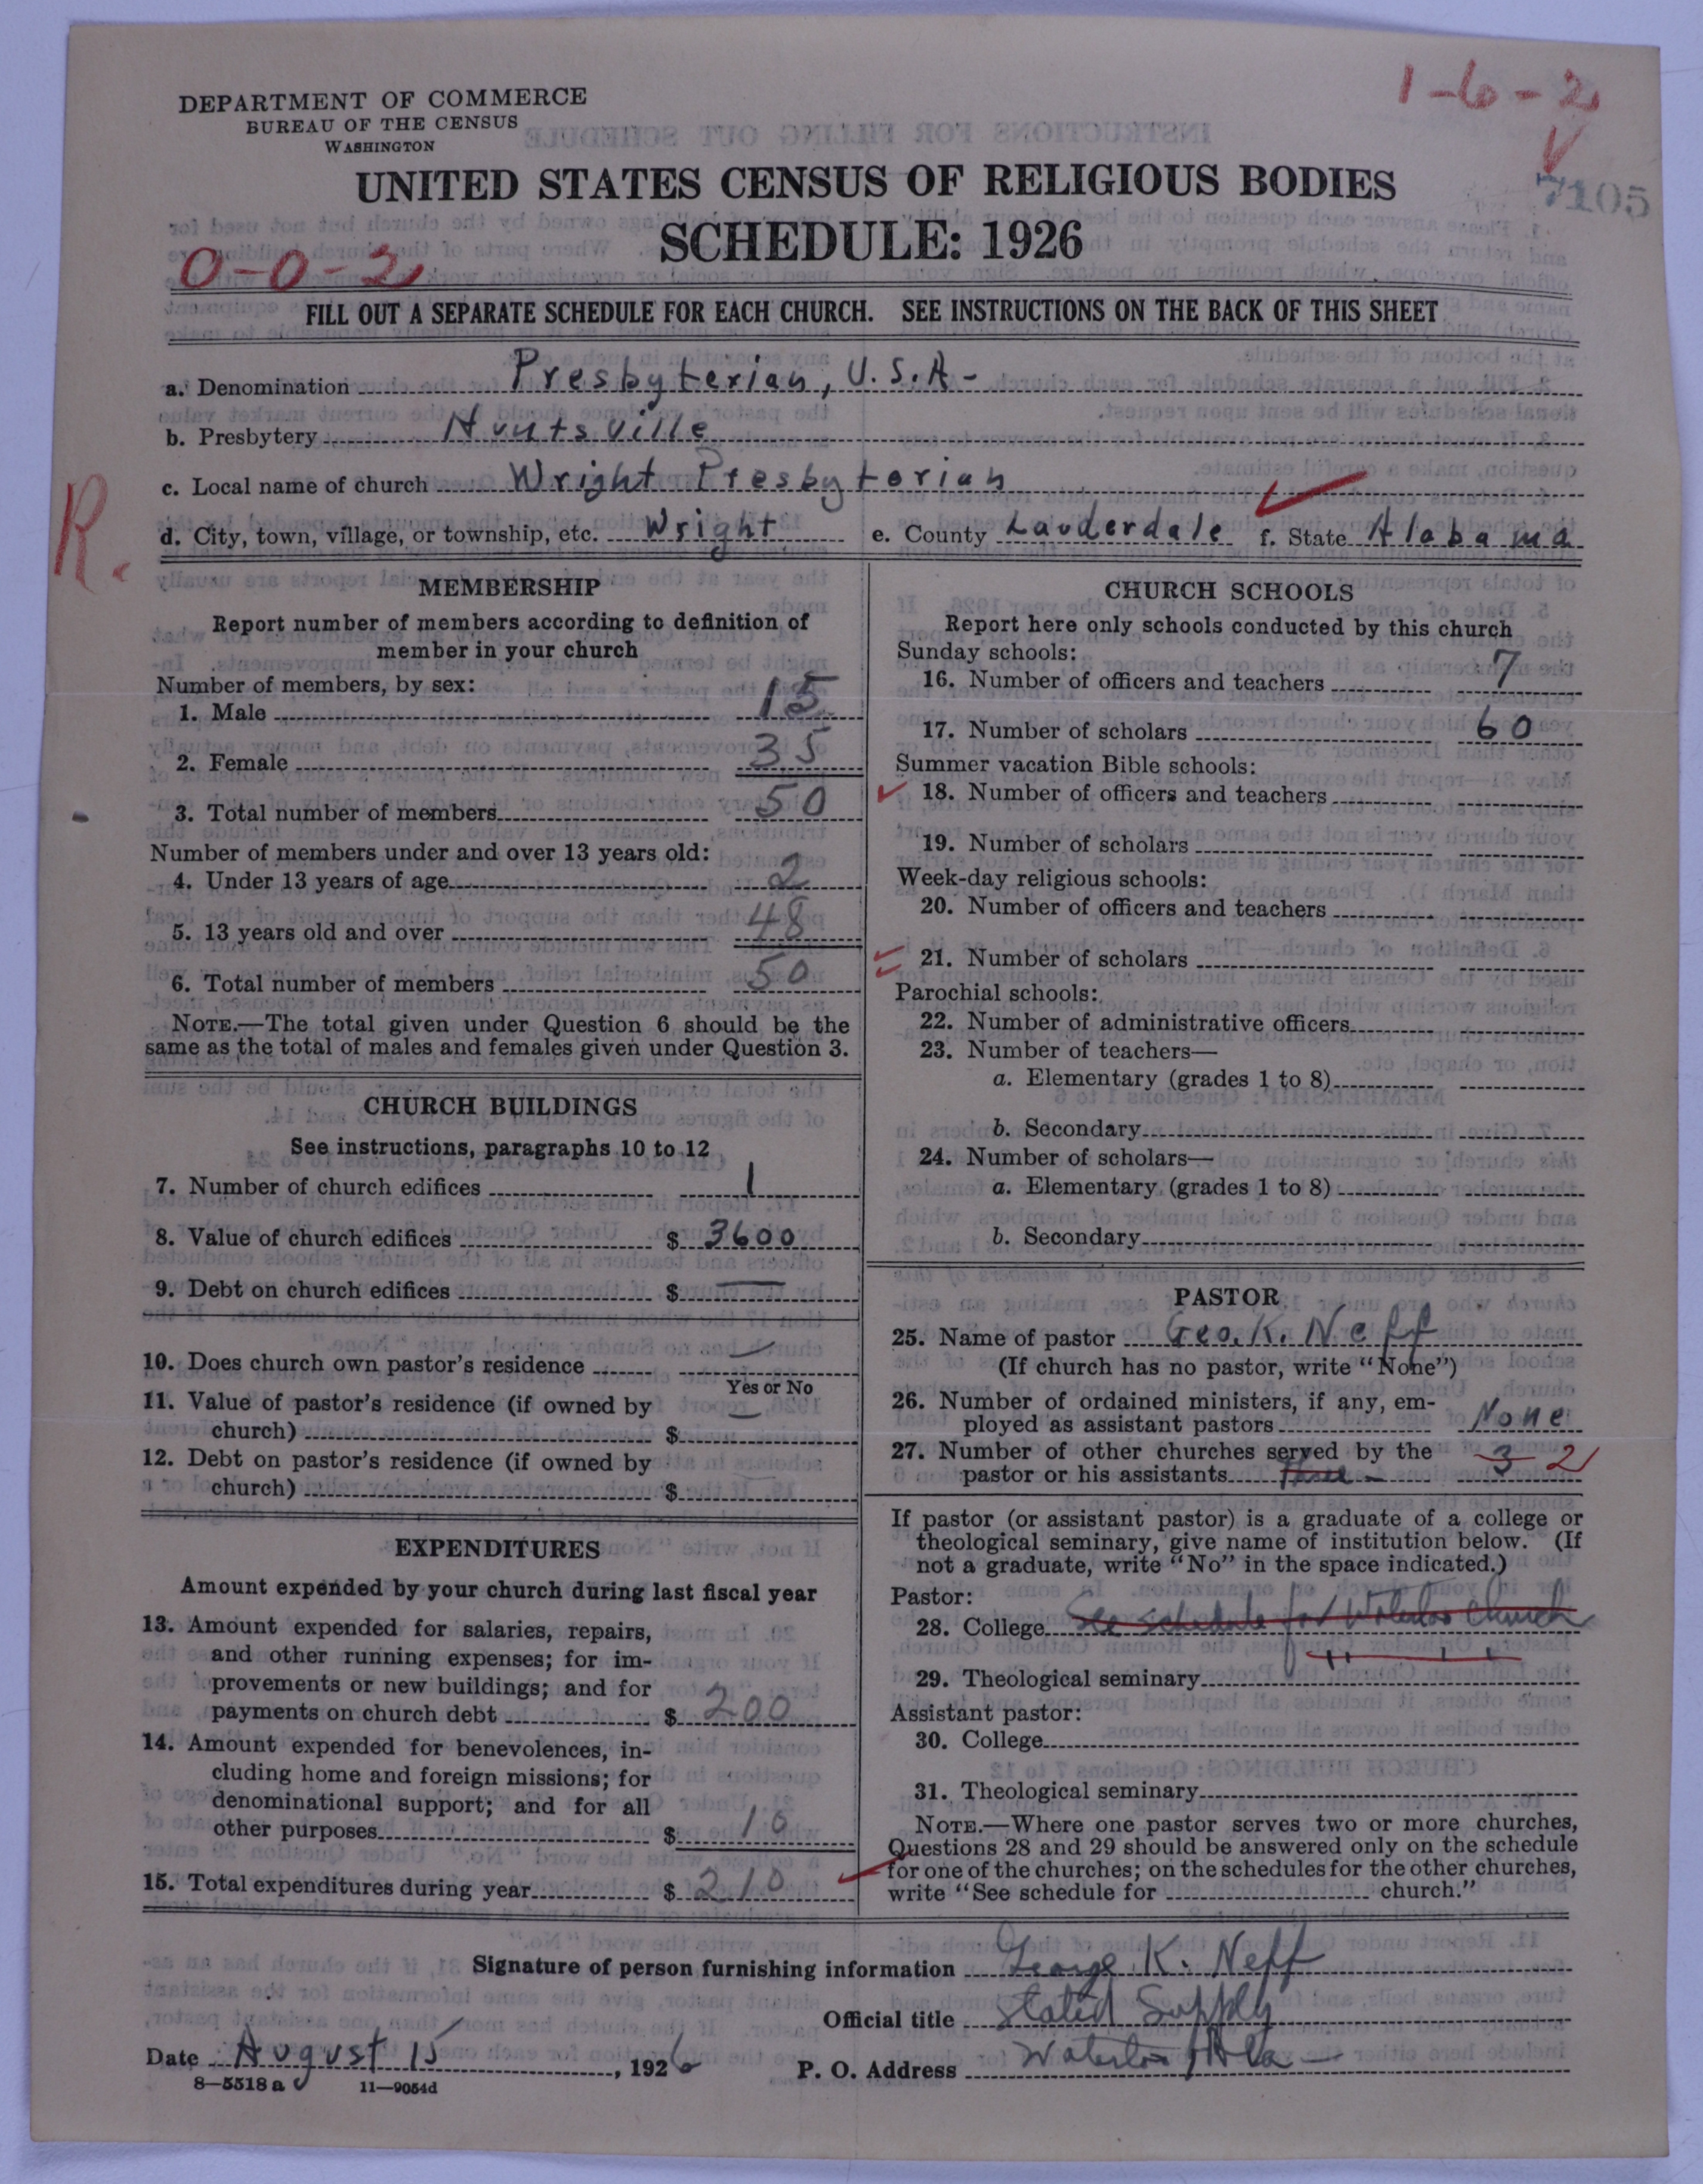 DEPARTMENT OF COMMERCE
BUREAU OF THE CENSUS
WASHINGTON
1-6-2
V
7105
UNITED STATES CENSUS OF RELIGIOUS BODIES
SCHEDULE: 1926
0-0-2
FILL OUT A SEPARATE SCHEDULE FOR EACH CHURCH. SEE INSTRUCTIONS ON THE BACK OF THIS SHEET
a. Denomination Presbyterian, U.S.A-
b. Presbytery Huntsville
c. Local name of church Wright Presbyterian
R.
d. City, town, village, or township, etc. Wright e. County Lauderdale f. State Alabama
MEMBERSHIP
Report number of members according to definition of
member in your church
Number of members, by sex:
1. Male 15
2. Female 35
3. Total number of members 50
Number of members under and over 13 years old:
4. Under 13 years of age 2
5. 13 years old and over 48
6. Total number of members 50
NOTE.—The total given under Question 6 should be the
same as the total of males and females given under Question 3.
CHURCH BUILDINGS
See instructions, paragraphs 10 to 12
7. Number of church edifices 1
8. Value of church edifices $ 3600
9. Debt on church edifices $ —
10. Does church own pastor's residence —
Yes or No
11. Value of pastor's residence (if owned by
church) $ —
12. Debt on pastor's residence (if owned by
church) $
EXPENDITURES
Amount expended by your church during last fiscal year
13. Amount expended for salaries, repairs,
and other running expenses; for im-
provements or new buildings; and for
payments on church debt $ 200
14. Amount expended for benevolences, in-
cluding home and foreign missions; for
denominational support; and for all
other purposes $ 10
15. Total expenditures during year $ 210
CHURCH SCHOOLS
Report here only schools conducted by this church
Sunday schools:
16. Number of officers and teachers 7
17. Number of scholars 60
Summer vacation Bible schools:
18. Number of officers and teachers
19. Number of scholars
Week-day religious schools:
20. Number of officers and teachers
21. Number of scholars
Parochial schools:
22. Number of administrative officers
23. Number of teachers—
a. Elementary (grades 1 to 8)
b. Secondary
24. Number of scholars—
a. Elementary (grades 1 to 8)
b. Secondary
PASTOR
25. Name of pastor Geo. K. Neff
(If church has no pastor, write "None")
26. Number of ordained ministers, if any, em-
ployed as assistant pastors None
27. Number of other churches served by the
pastor or his assistants three - 3 2
If pastor (or assistant pastor) is a graduate of a college or
theological seminary, give name of institution below. (If
not a graduate, write "No" in the space indicated.)
Pastor:
28. College See schedule for Waterloo Church
29. Theological seminary
Assistant pastor:
30. College
31. Theological seminary
NOTE.—Where one pastor serves two or more churches,
Questions 28 and 29 should be answered only on the schedule
for one of the churches; on the schedules for the other churches,
write "See schedule for church."
Signature of person furnishing information George K. Neff
Official title Stated Supply
Date August 15, 1926 P. O. Address Waterloo, Ala-
8—5518 a 11—9054d